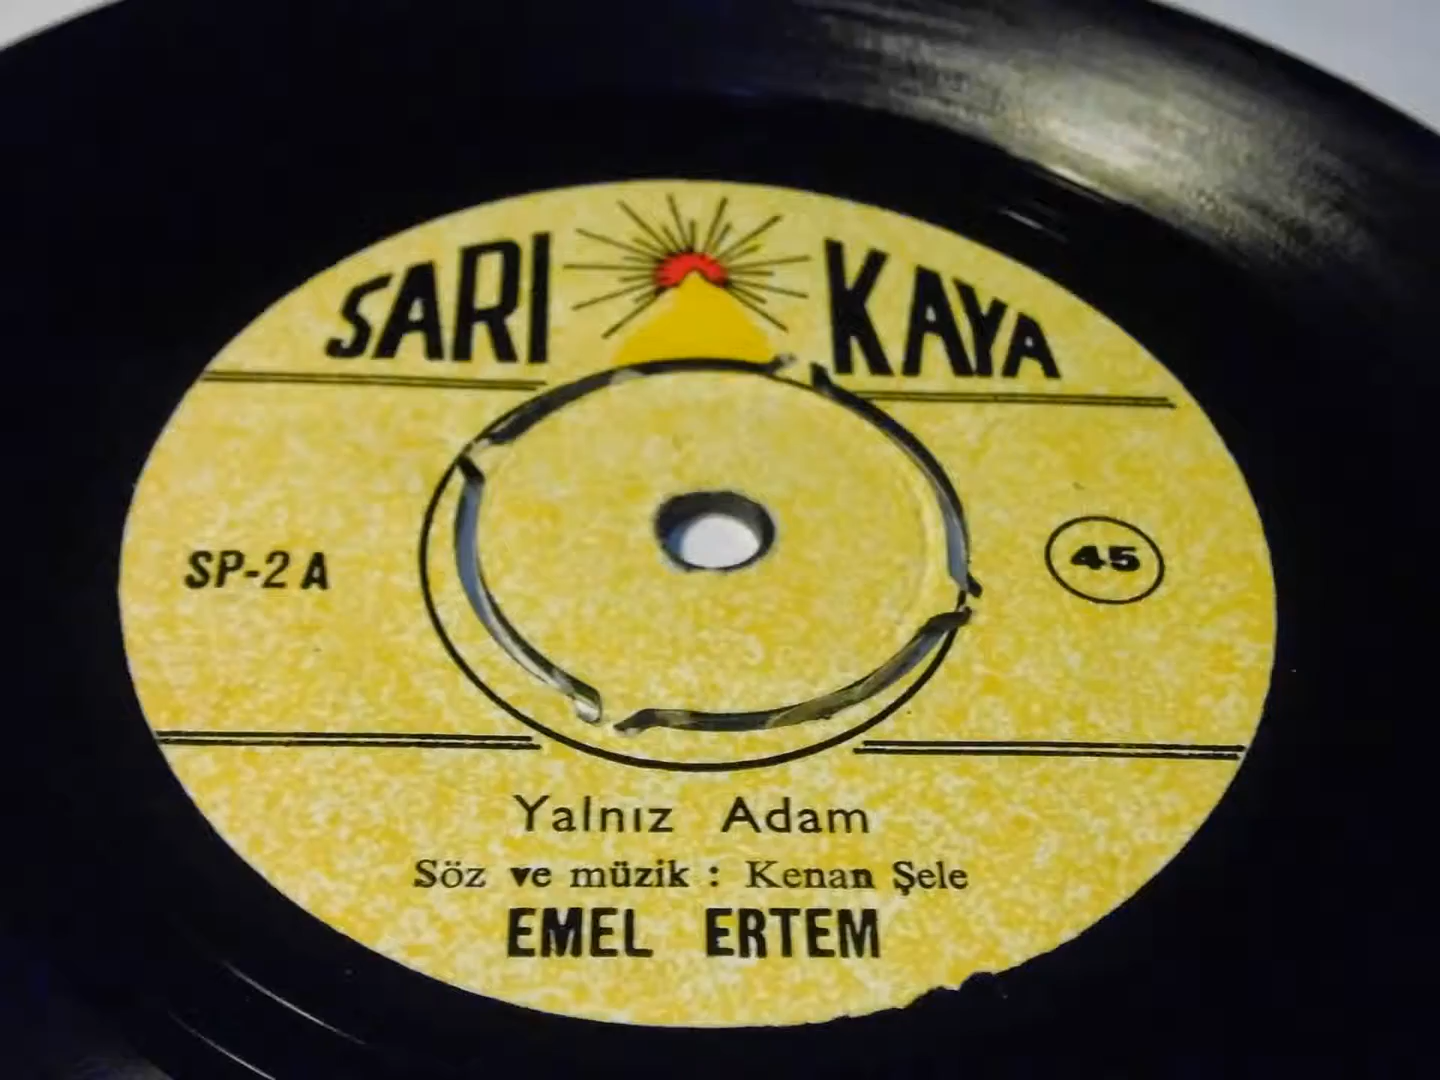 SARI KAYA
SP-2 A
45
Yalnız Adam
Söz ve müzik : Kenan Şele
EMEL ERTEM